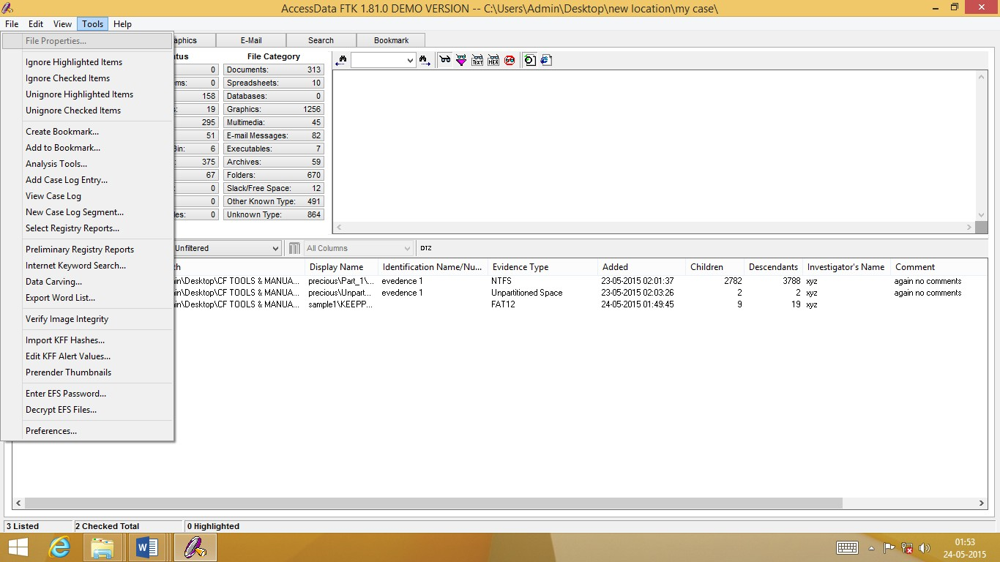 AccessData FTK 1.81.0 DEMO VERSION -- C:\Users\Admin\Desktop\new location\my case\
File Edit View Tools Help
File Properties...
Ignore Highlighted Items
Ignore Checked Items
Unignore Highlighted Items
Unignore Checked Items
Create Bookmark...
Add to Bookmark...
Analysis Tools...
Add Case Log Entry...
View Case Log
New Case Log Segment...
Select Registry Reports...
Preliminary Registry Reports
Internet Keyword Search...
Data Carving...
Export Word List...
Verify Image Integrity
Import KFF Hashes...
Edit KFF Alert Values...
Prerender Thumbnails
Enter EFS Password...
Decrypt EFS Files...
Preferences...
aphics E-Mail Search Bookmark
tus File Category
0 Documents: 313
ms: 0 Spreadsheets: 10
158 Databases: 0
s: 19 Graphics: 1256
295 Multimedia: 45
51 E-mail Messages: 82
Bin: 6 Executables: 7
: 375 Archives: 59
67 Folders: 670
: 0 Slack/Free Space: 12
0 Other Known Type: 491
les: 0 Unknown Type: 864
TEXT HEX
Unfiltered All Columns DTZ
th Display Name Identification Name/Nu... Evidence Type Added Children Descendants Investigator's Name Comment
in\Desktop\CF TOOLS & MANUA... precious\Part_1\... evedence 1 NTFS 23-05-2015 02:01:37 2782 3788 xyz again no comments
in\Desktop\CF TOOLS & MANUA... precious\Unpart... evedence 1 Unpartitioned Space 23-05-2015 02:03:26 2 2 xyz again no comments
in\Desktop\CF TOOLS & MANUA... sample1\KEEPP... FAT12 24-05-2015 01:49:45 9 19 xyz
3 Listed 2 Checked Total 0 Highlighted
01:53
24-05-2015